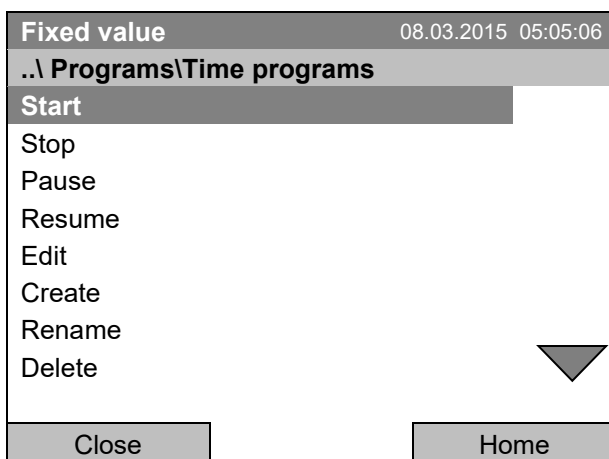 Fixed value 08.03.2015 05:05:06
..\ Programs\Time programs
Start
Stop
Pause
Resume
Edit
Create
Rename
Delete
Close Home